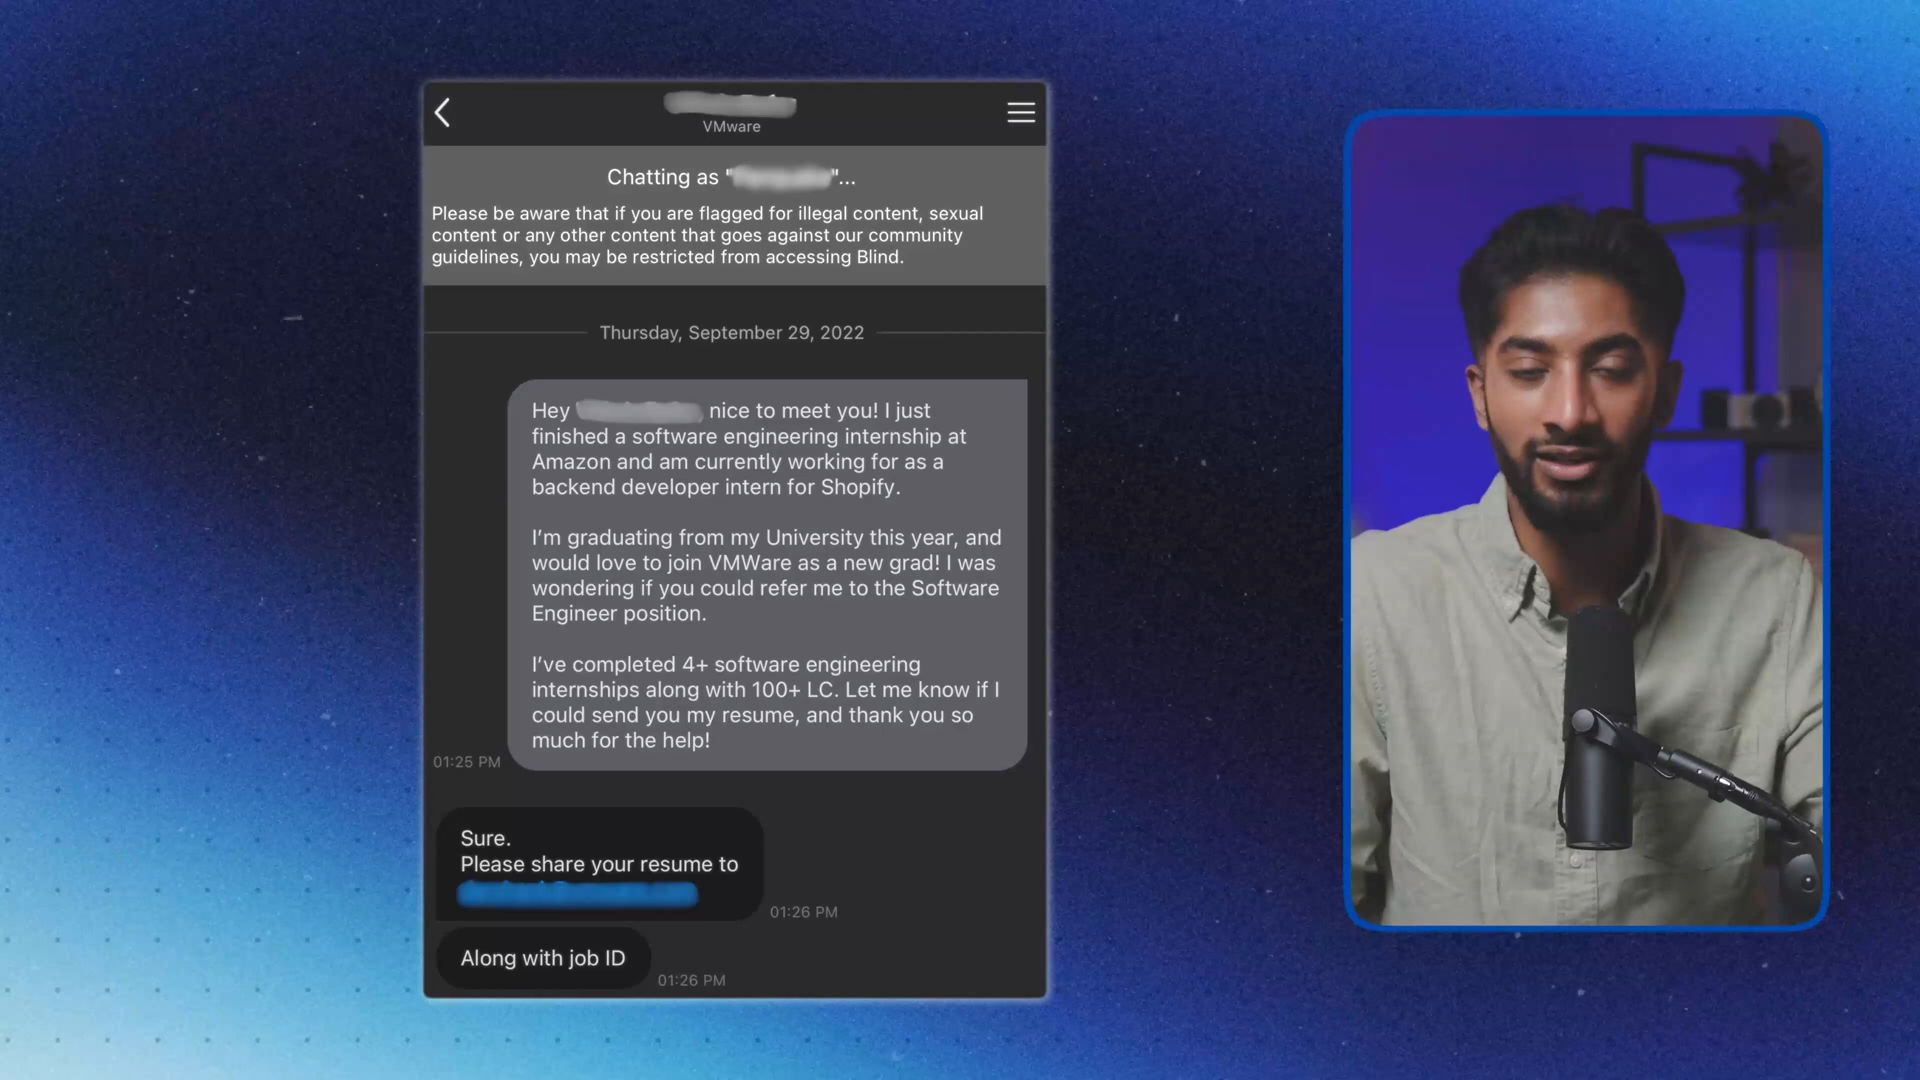 VMware
Chatting as ""...
Please be aware that if you are flagged for illegal content, sexual
content or any other content that goes against our community
guidelines, you may be restricted from accessing Blind.
Thursday, September 29, 2022
Hey nice to meet you! I just
finished a software engineering internship at
Amazon and am currently working for as a
backend developer intern for Shopify.
I'm graduating from my University this year, and
would love to join VMWare as a new grad! I was
wondering if you could refer me to the Software
Engineer position.
I've completed 4+ software engineering
internships along with 100+ LC. Let me know if I
could send you my resume, and thank you so
much for the help!
01:25 PM
Sure.
Please share your resume to
01:26 PM
Along with job ID
01:26 PM